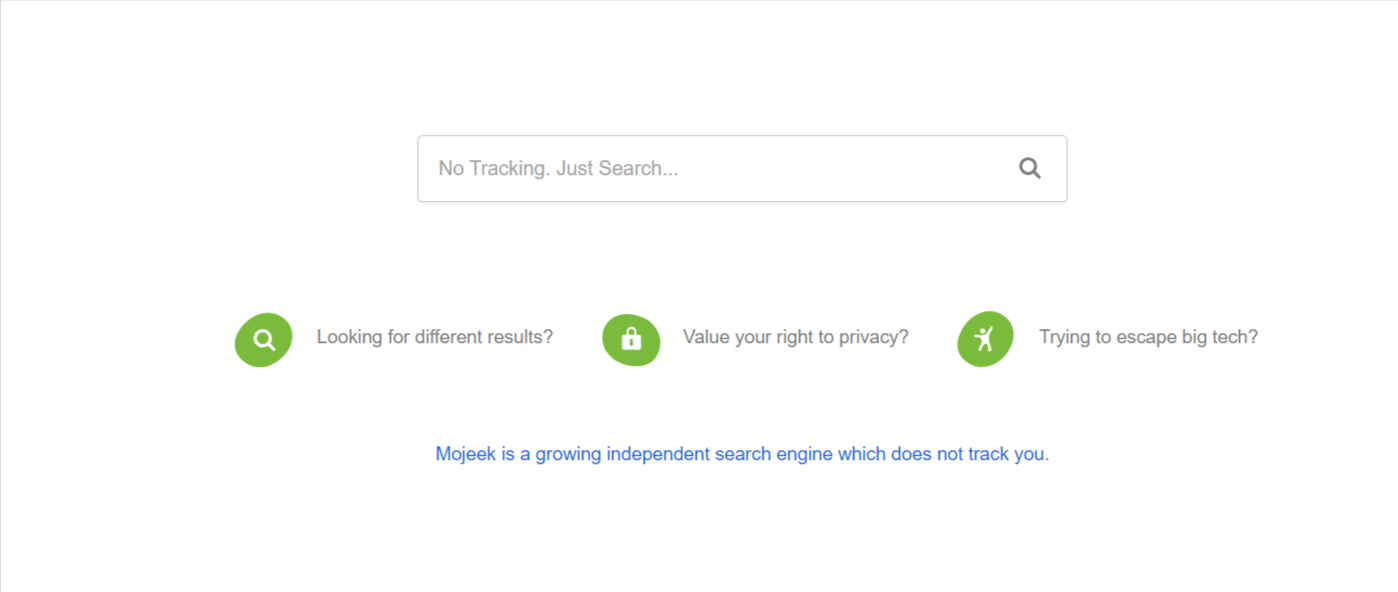 No Tracking. Just Search...
Looking for different results?
Value your right to privacy?
Trying to escape big tech?
Mojeek is a growing independent search engine which does not track you.